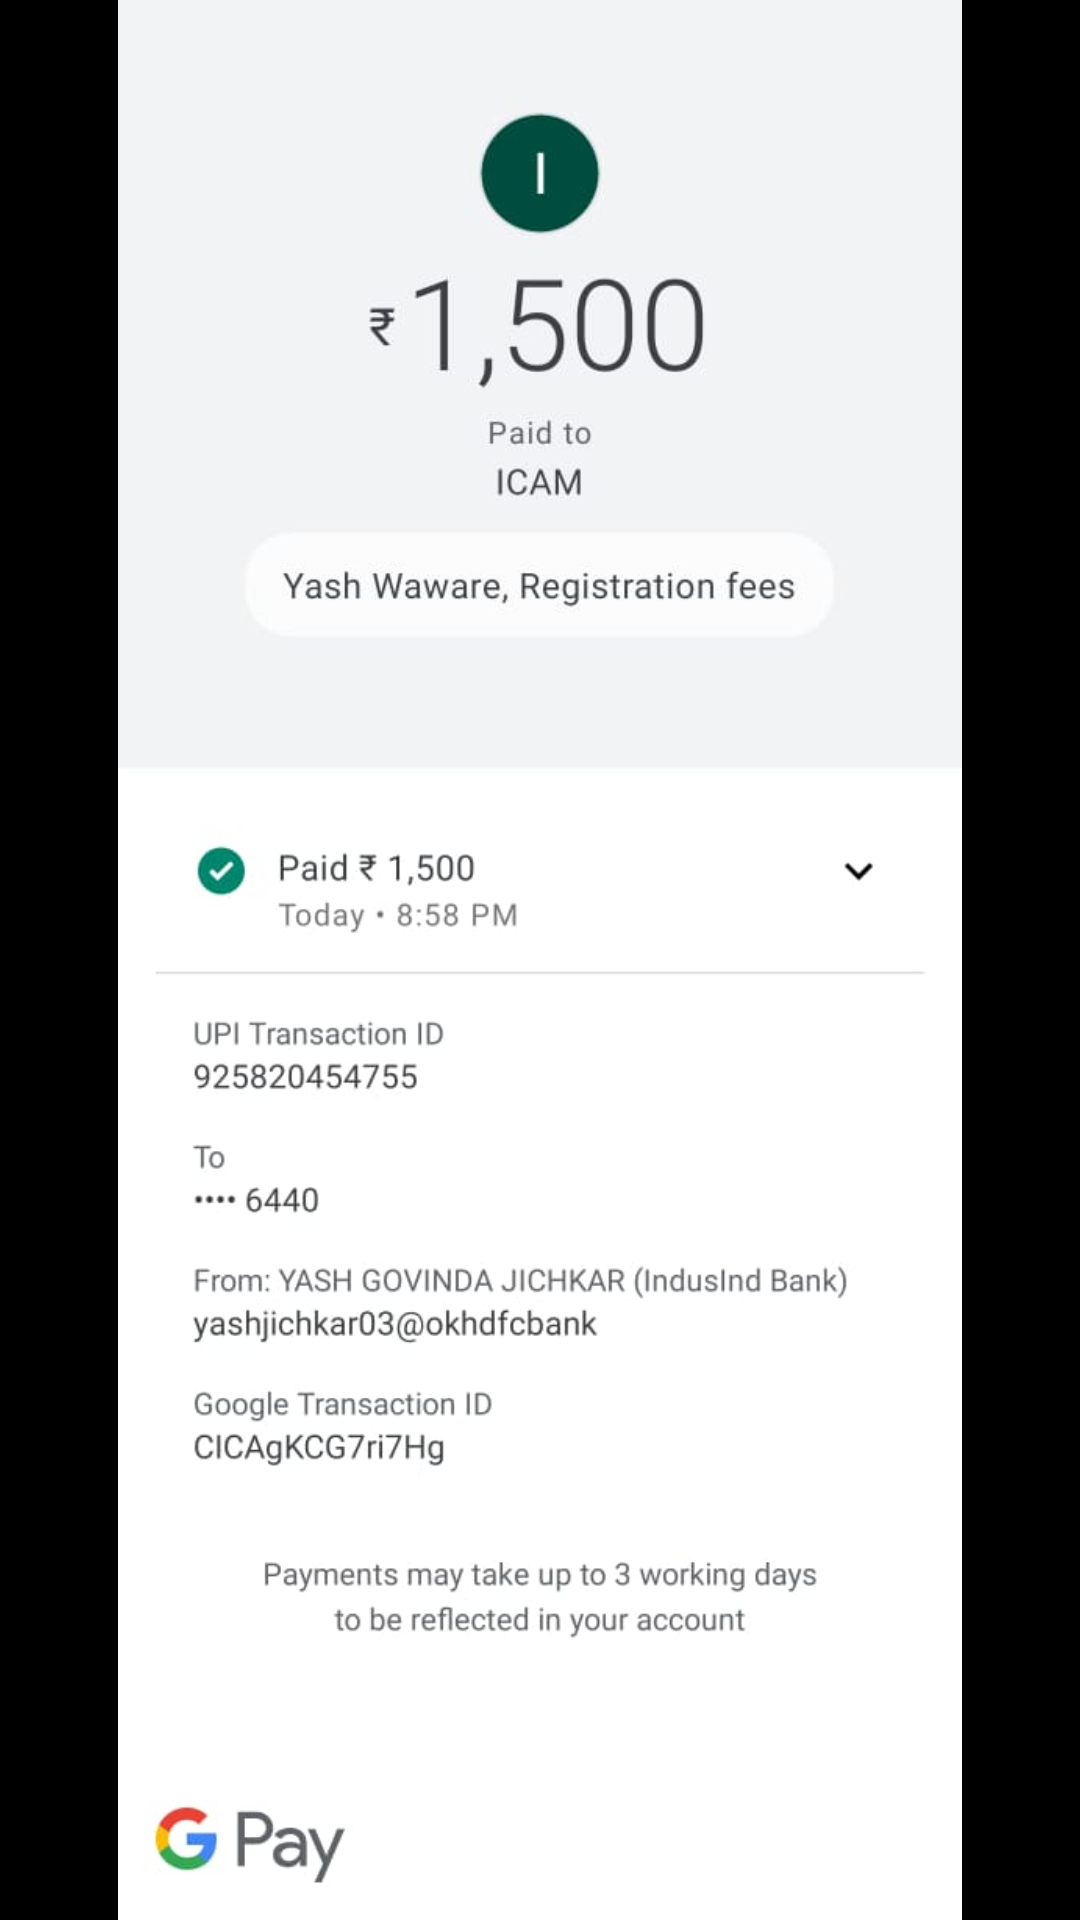 I
₹1,500
Paid to
ICAM
Yash Waware, Registration fees
Paid ₹ 1,500
Today • 8:58 PM
UPI Transaction ID
925820454755
To
•••• 6440
From: YASH GOVINDA JICHKAR (IndusInd Bank)
yashjichkar03@okhdfcbank
Google Transaction ID
CICAgKCG7ri7Hg
Payments may take up to 3 working days
to be reflected in your account
G Pay